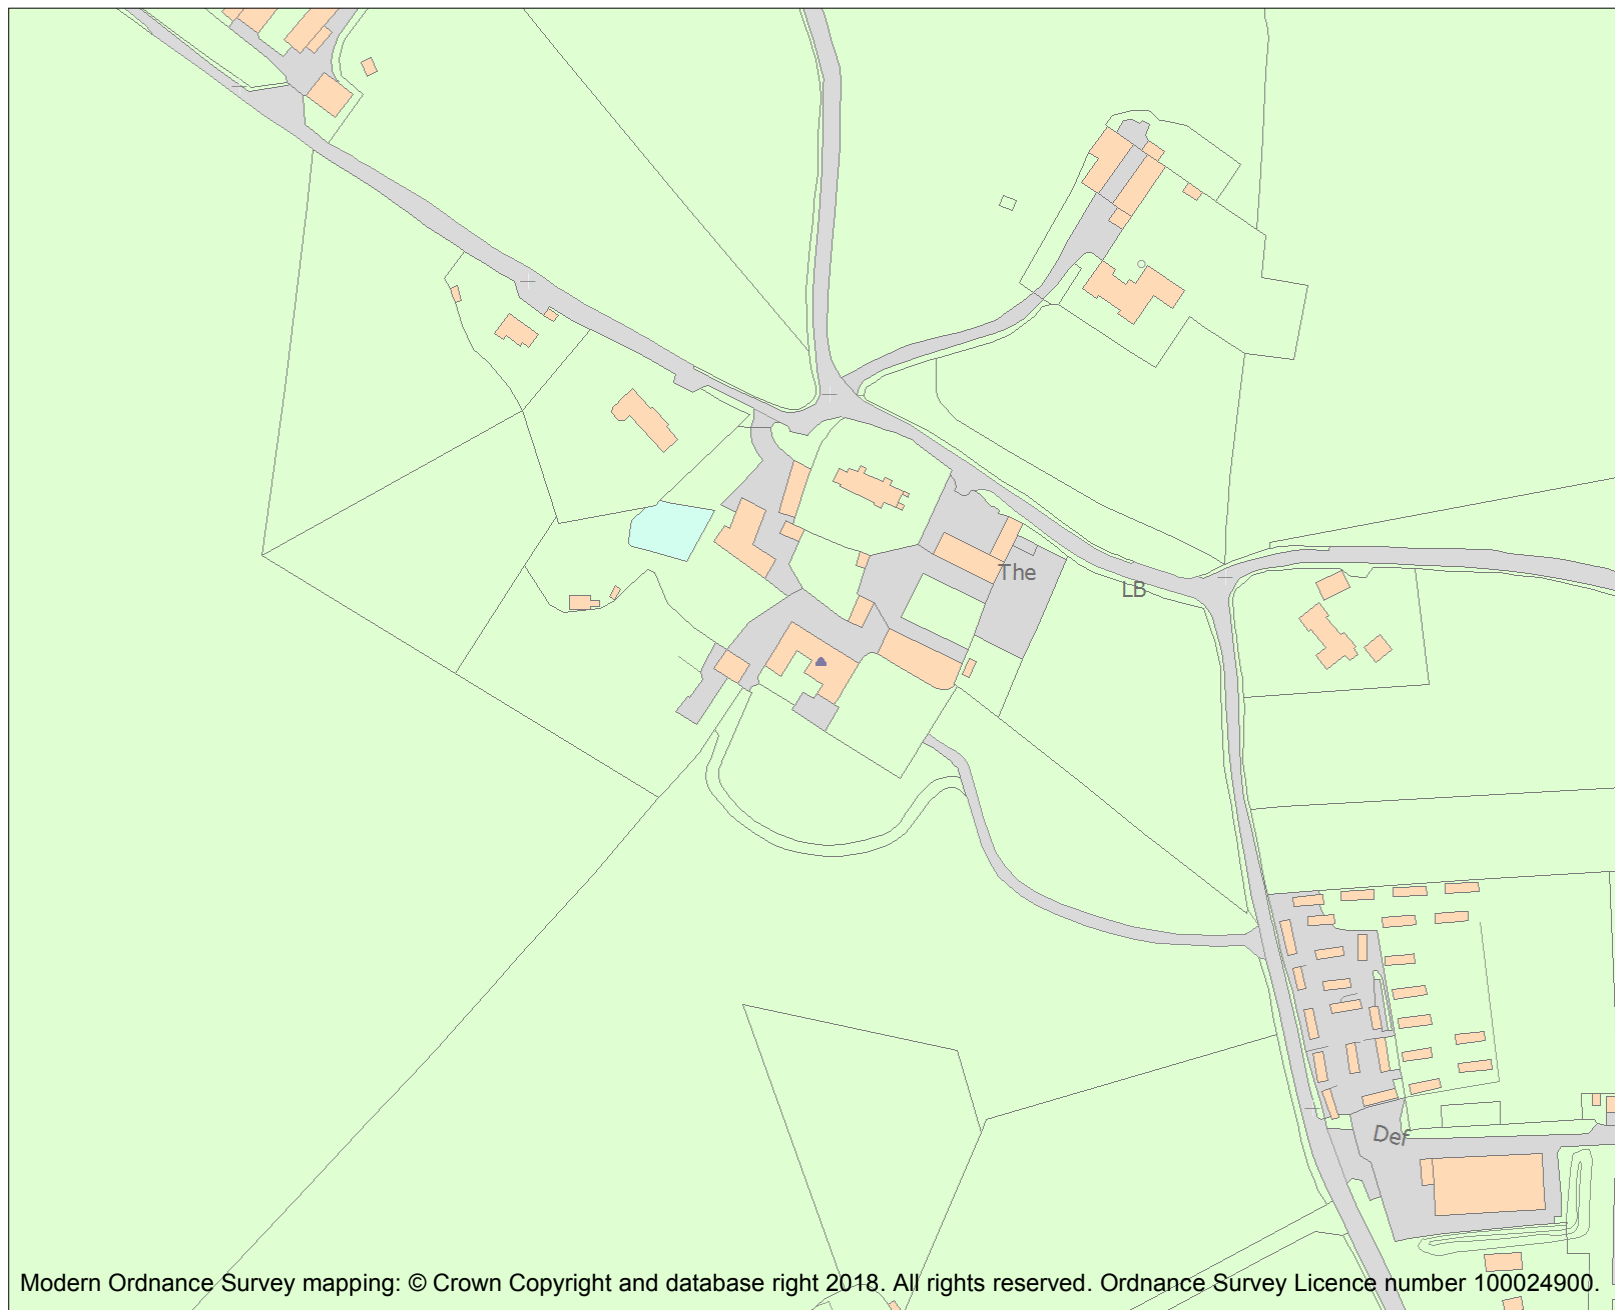 The
LB
Def
Modern Ordnance Survey mapping: © Crown Copyright and database right 2018. All rights reserved. Ordnance Survey Licence number 100024900.